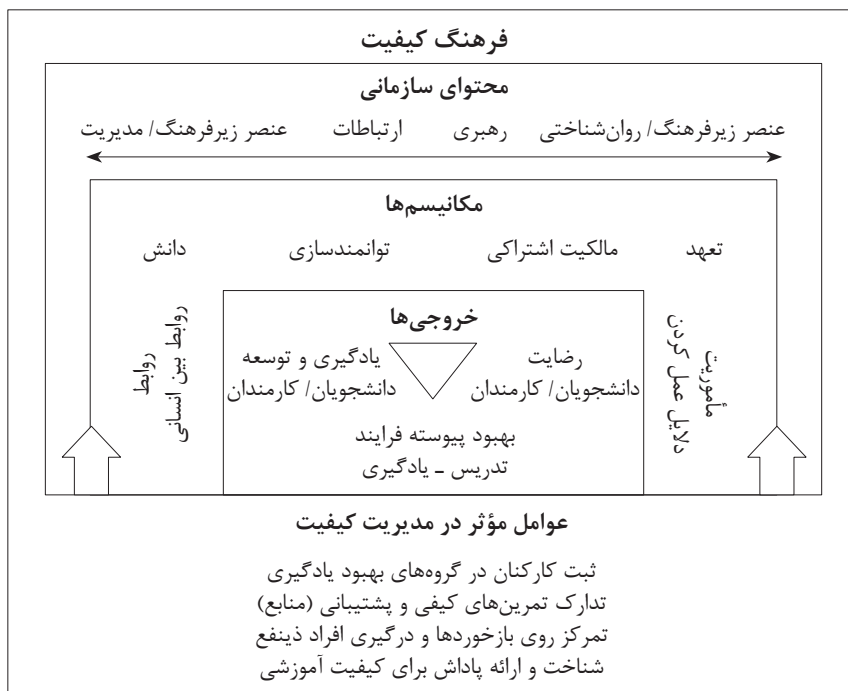 فرهنگ کیفیت
محتوای سازمانی
عنصر زیرفرهنگ/ روان‌شناختی رهبری ارتباطات عنصر زیرفرهنگ/ مدیریت
مکانیسم‌ها
تعهد مالکیت اشتراکی توانمندسازی دانش
مأموریت
دلایل عمل کردن
خروجی‌ها
رضایت
دانشجویان/ کارمندان
یادگیری و توسعه
دانشجویان/ کارمندان
بهبود پیوسته فرایند
تدریس ـ یادگیری
روابط بین انسانی
روابط
عوامل مؤثر در مدیریت کیفیت
ثبت کارکنان در گروه‌های بهبود یادگیری
تدارک تمرین‌های کیفی و پشتیبانی (منابع)
تمرکز روی بازخوردها و درگیری افراد ذینفع
شناخت و ارائه پاداش برای کیفیت آموزشی